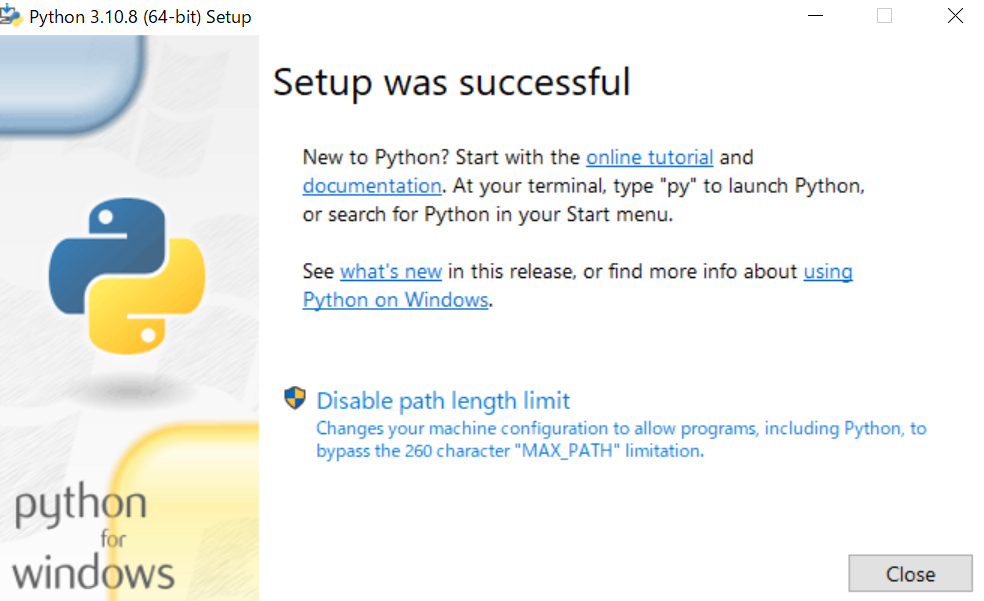 Python 3.10.8 (64-bit) Setup
Setup was successful
New to Python? Start with the online tutorial and
documentation. At your terminal, type "py" to launch Python,
or search for Python in your Start menu.
See what's new in this release, or find more info about using
Python on Windows.
Disable path length limit
Changes your machine configuration to allow programs, including Python, to
bypass the 260 character "MAX_PATH" limitation.
python
for
windows
Close